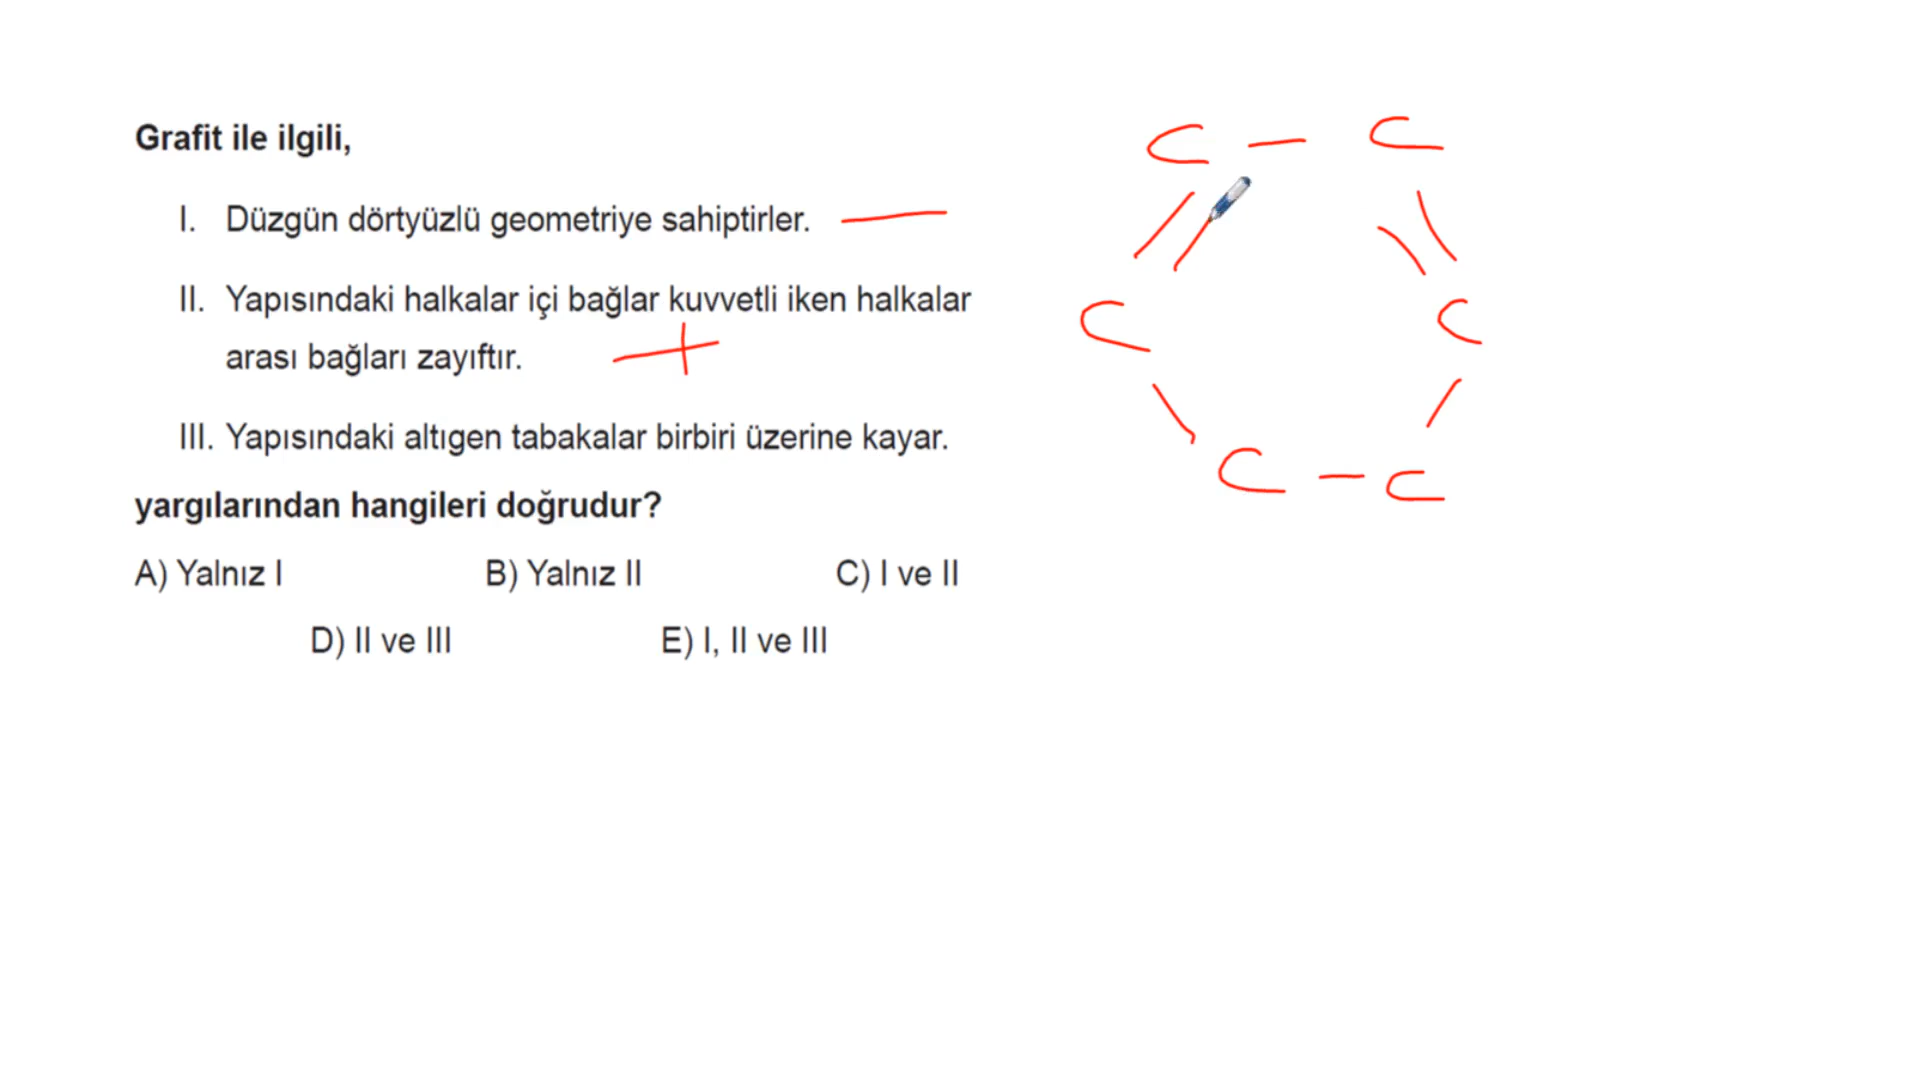 Grafit ile ilgili,
I. Düzgün dörtyüzlü geometriye sahiptirler. —
II. Yapısındaki halkalar içi bağlar kuvvetli iken halkalar
arası bağları zayıftır. +
III. Yapısındaki altıgen tabakalar birbiri üzerine kayar.
yargılarından hangileri doğrudur?
A) Yalnız I B) Yalnız II C) I ve II
D) II ve III E) I, II ve III
C - C
C C
C - C